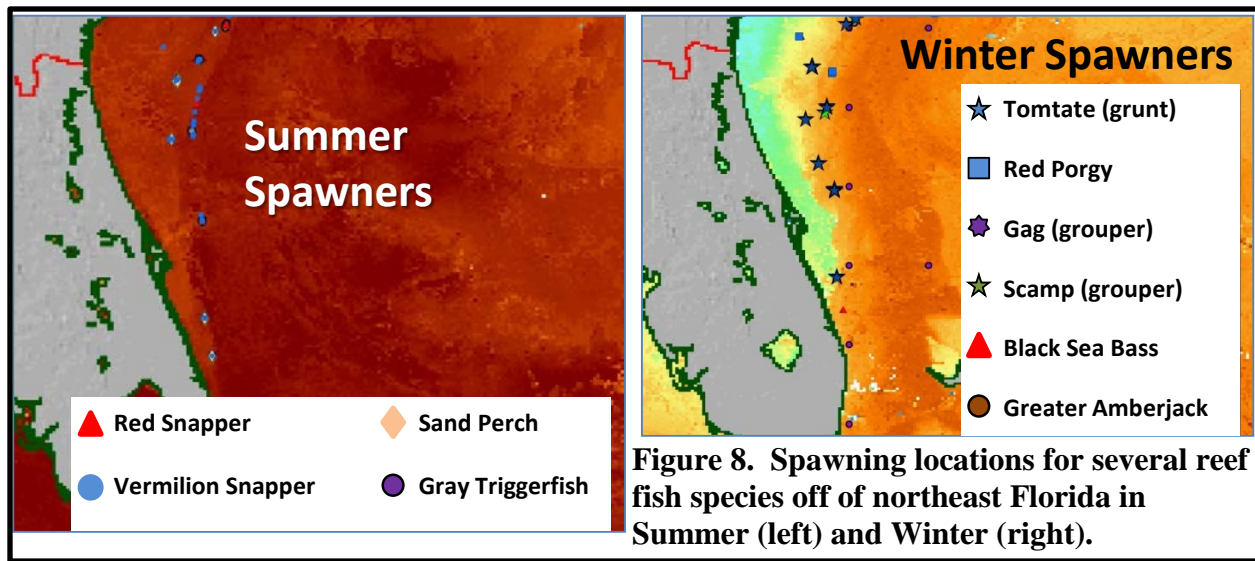 Summer
Spawners
Red Snapper
Sand Perch
Vermilion Snapper
Gray Triggerfish
Winter Spawners
Tomtate (grunt)
Red Porgy
Gag (grouper)
Scamp (grouper)
Black Sea Bass
Greater Amberjack
Figure 8. Spawning locations for several reef
fish species off of northeast Florida in
Summer (left) and Winter (right).